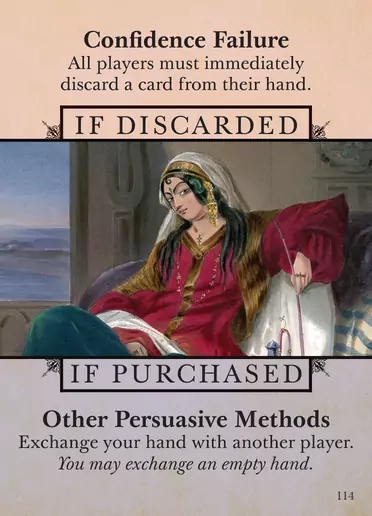 Confidence Failure
All players must immediately
discard a card from their hand.
IF DISCARDED
IF PURCHASED
Other Persuasive Methods
Exchange your hand with another player.
You may exchange an empty hand.
114